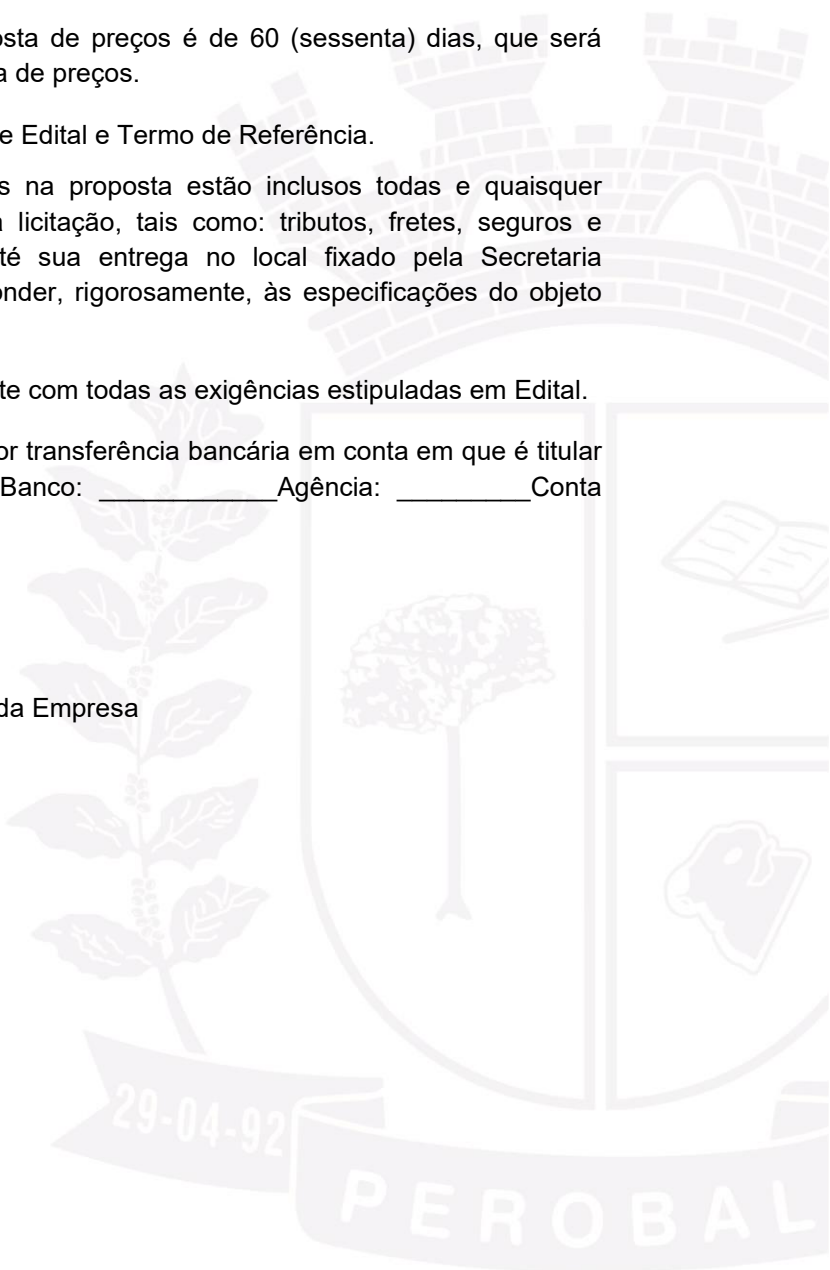 osta de preços é de 60 (sessenta) dias, que será
a de preços.
e Edital e Termo de Referência.
s na proposta estão inclusos todas e quaisquer
a licitação, tais como: tributos, fretes, seguros e
té sua entrega no local fixado pela Secretaria
onder, rigorosamente, às especificações do objeto
te com todas as exigências estipuladas em Edital.
or transferência bancária em conta em que é titular
Banco: ____________Agência: _________Conta
da Empresa
29-04-92
PEROBAL